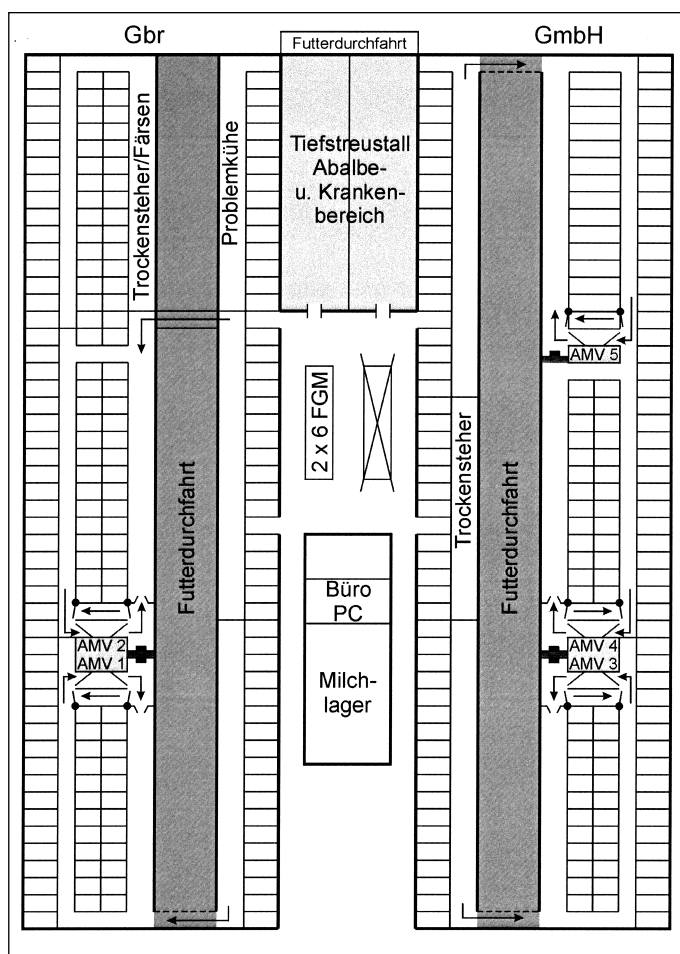 Gbr
GmbH
Futterdurchfahrt
Trockensteher/Färsen
Problemkühe
Tiefstreustall
Abalbe-
u. Kranken-
bereich
AMV 5
2 x 6 FGM
Trockensteher
Futterdurchfahrt
Futterdurchfahrt
Büro
PC
AMV 2
AMV 1
AMV 4
AMV 3
Milch-
lager